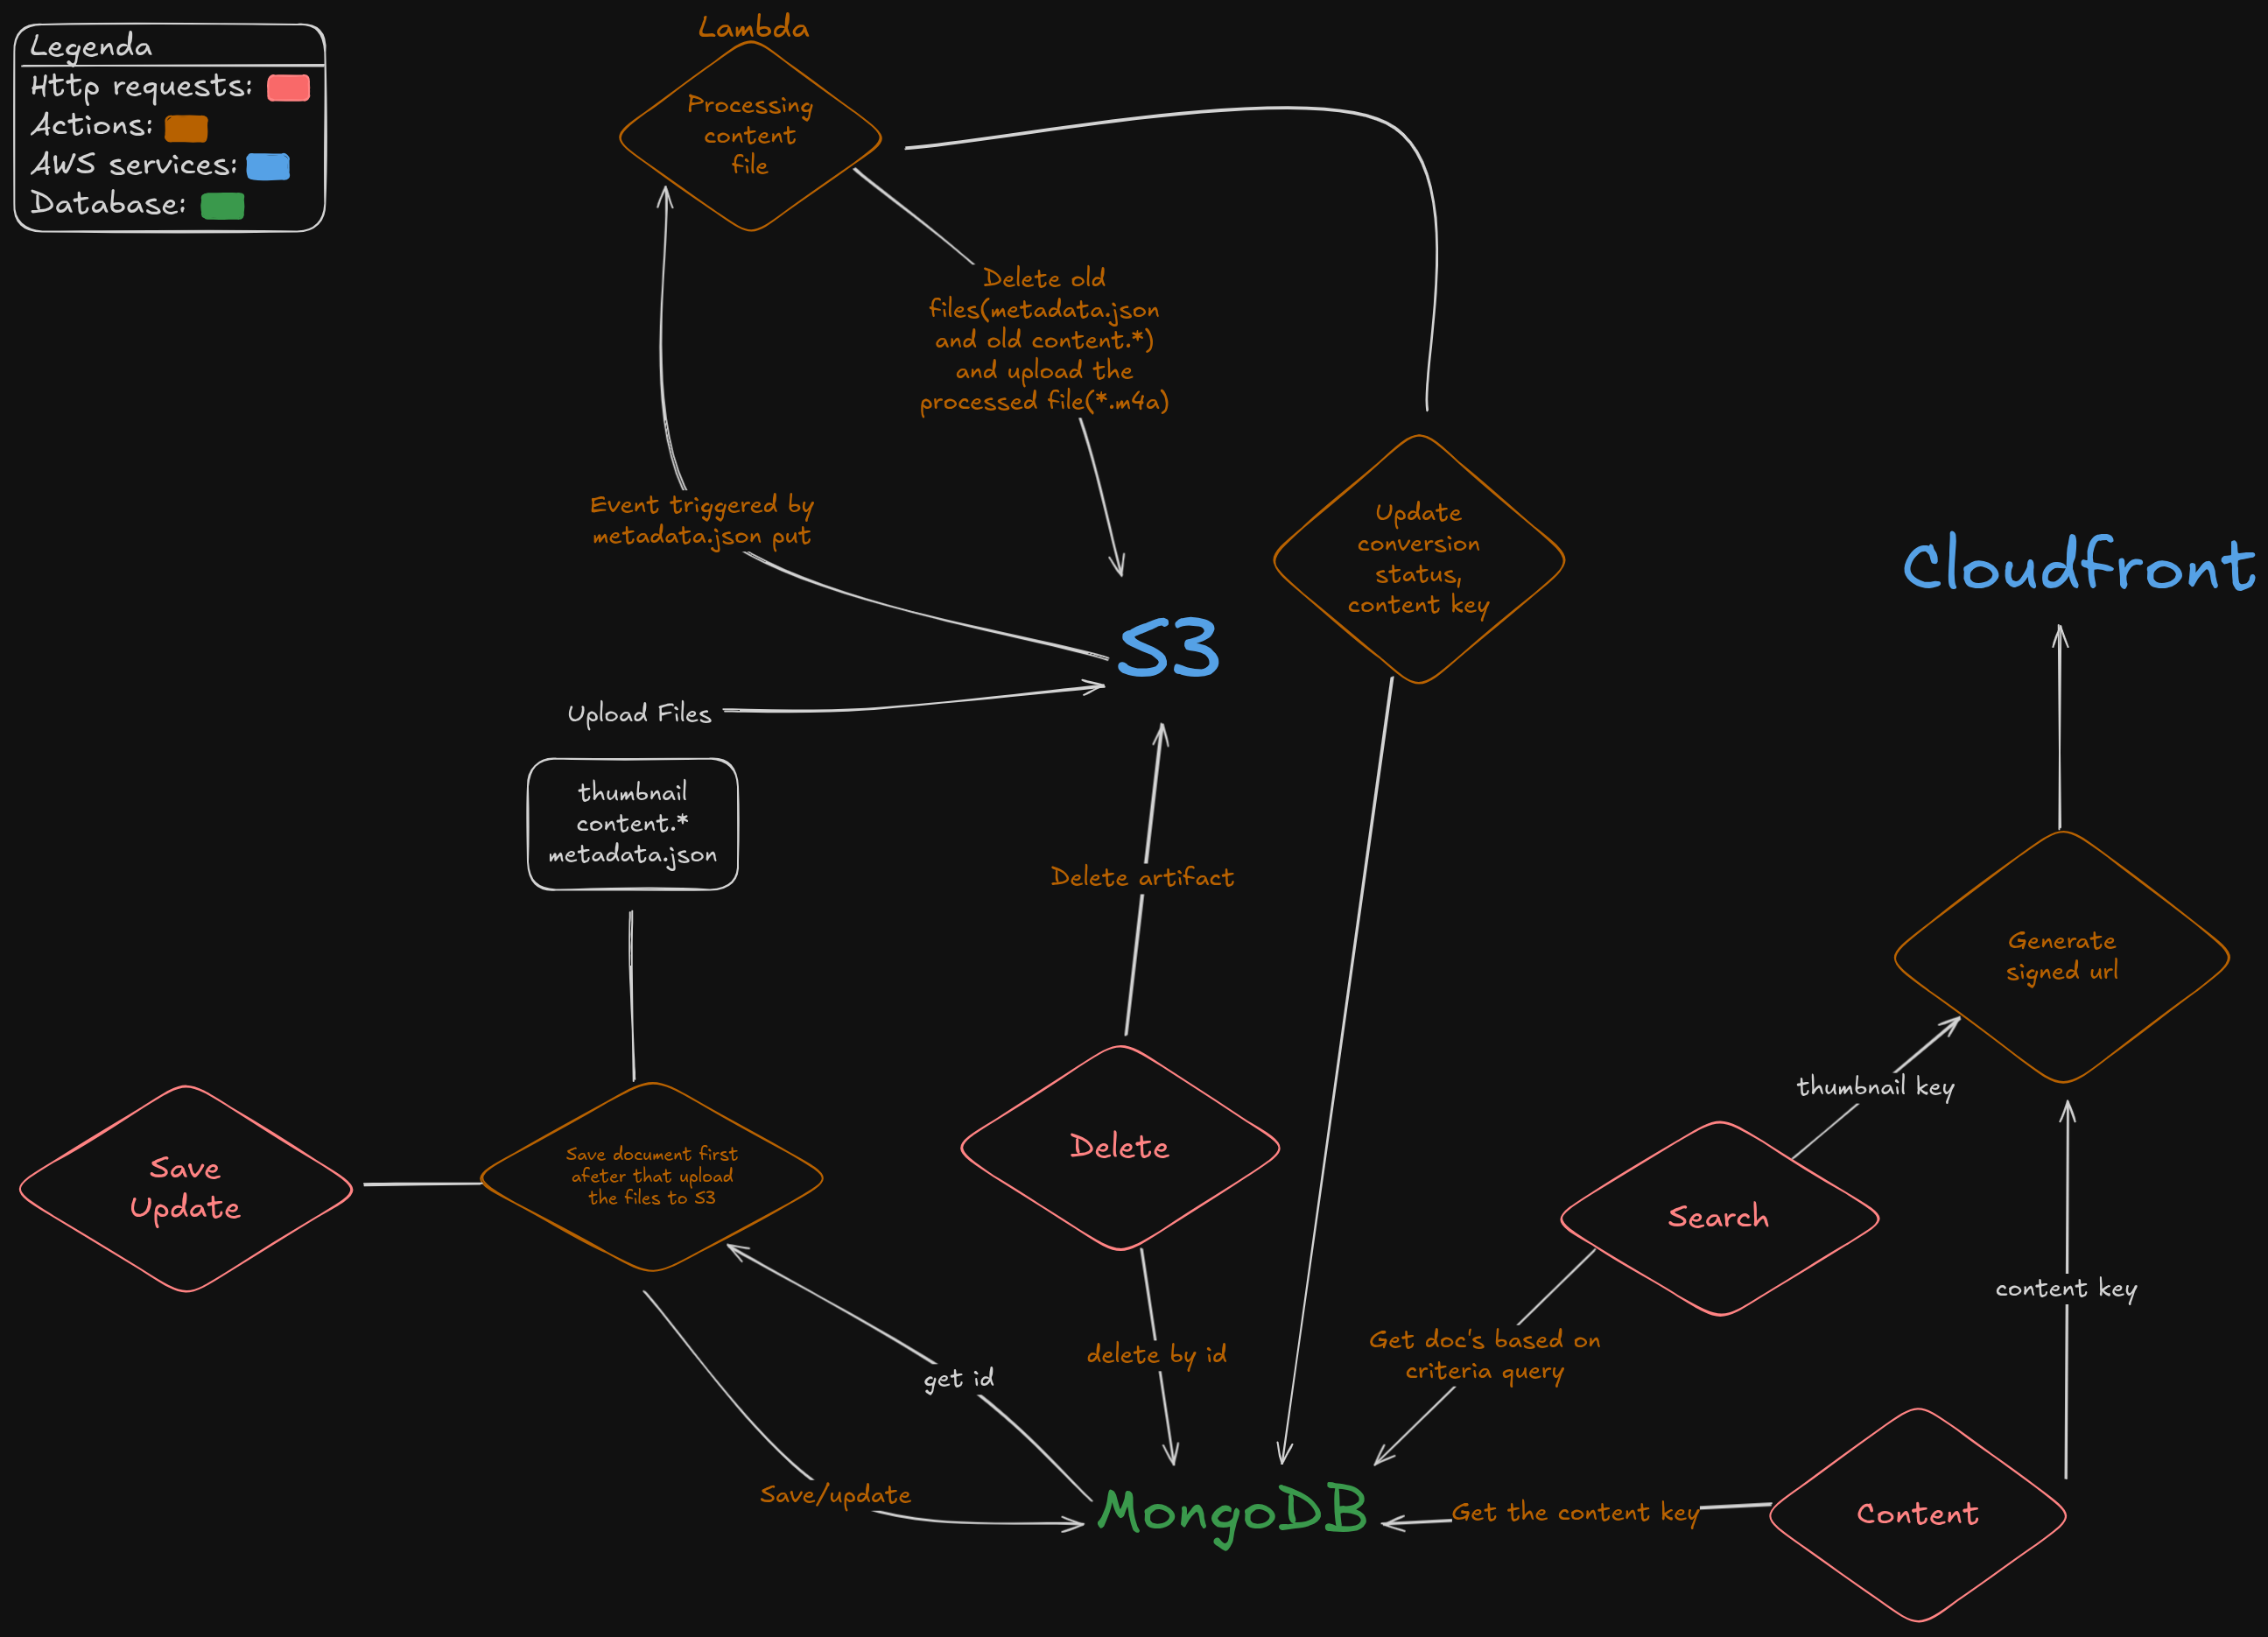 Legenda
Http requests:
Actions:
AWS services:
Database:
Lambda
Processing
content
file
Delete old
files(metadata.json
and old content.*)
and upload the
processed file(*.m4a)
Event triggered by
metadata.json put
Update
conversion
status,
content key
Cloudfront
S3
Upload Files
thumbnail
content.*
metadata.json
Delete artifact
Generate
signed url
thumbnail key
Save
Update
Save document first
afeter that upload
the files to S3
Delete
Search
content key
get id
delete by id
Get doc's based on
criteria query
Save/update
MongoDB
Get the content key
Content